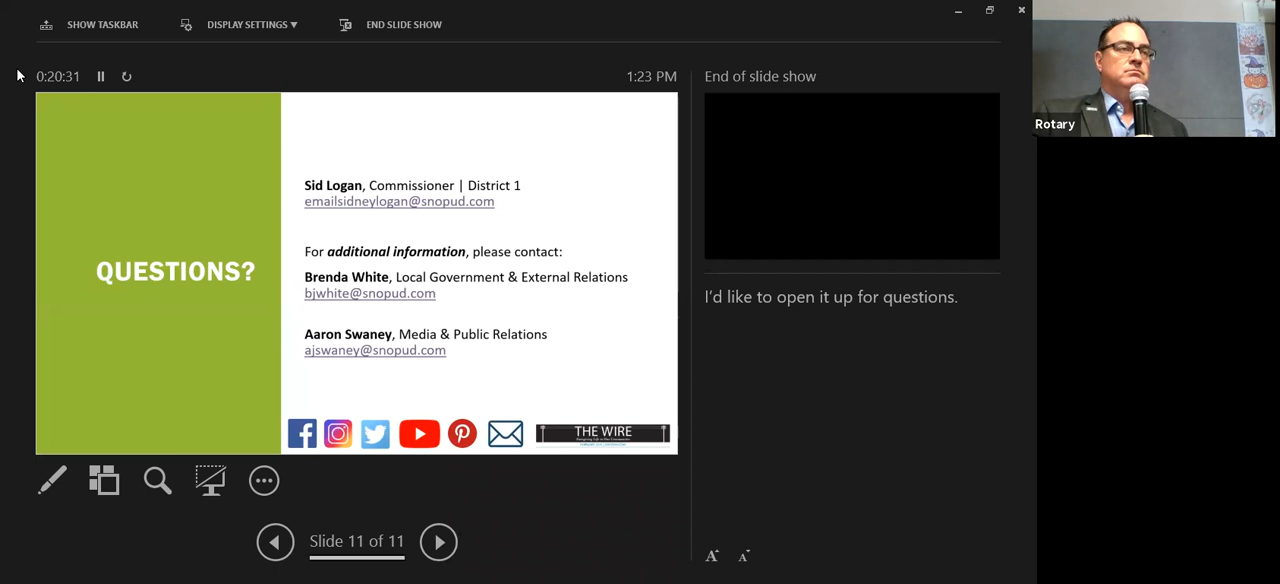 SHOW TASKBAR
DISPLAY SETTINGS ▼
END SLIDE SHOW
0:20:31
1:23 PM
End of slide show
Rotary
QUESTIONS?
Sid Logan, Commissioner | District 1
emailsidneylogan@snopud.com
For additional information, please contact:
Brenda White, Local Government & External Relations
bjwhite@snopud.com
Aaron Swaney, Media & Public Relations
ajswaney@snopud.com
THE WIRE
I'd like to open it up for questions.
Slide 11 of 11
A
A